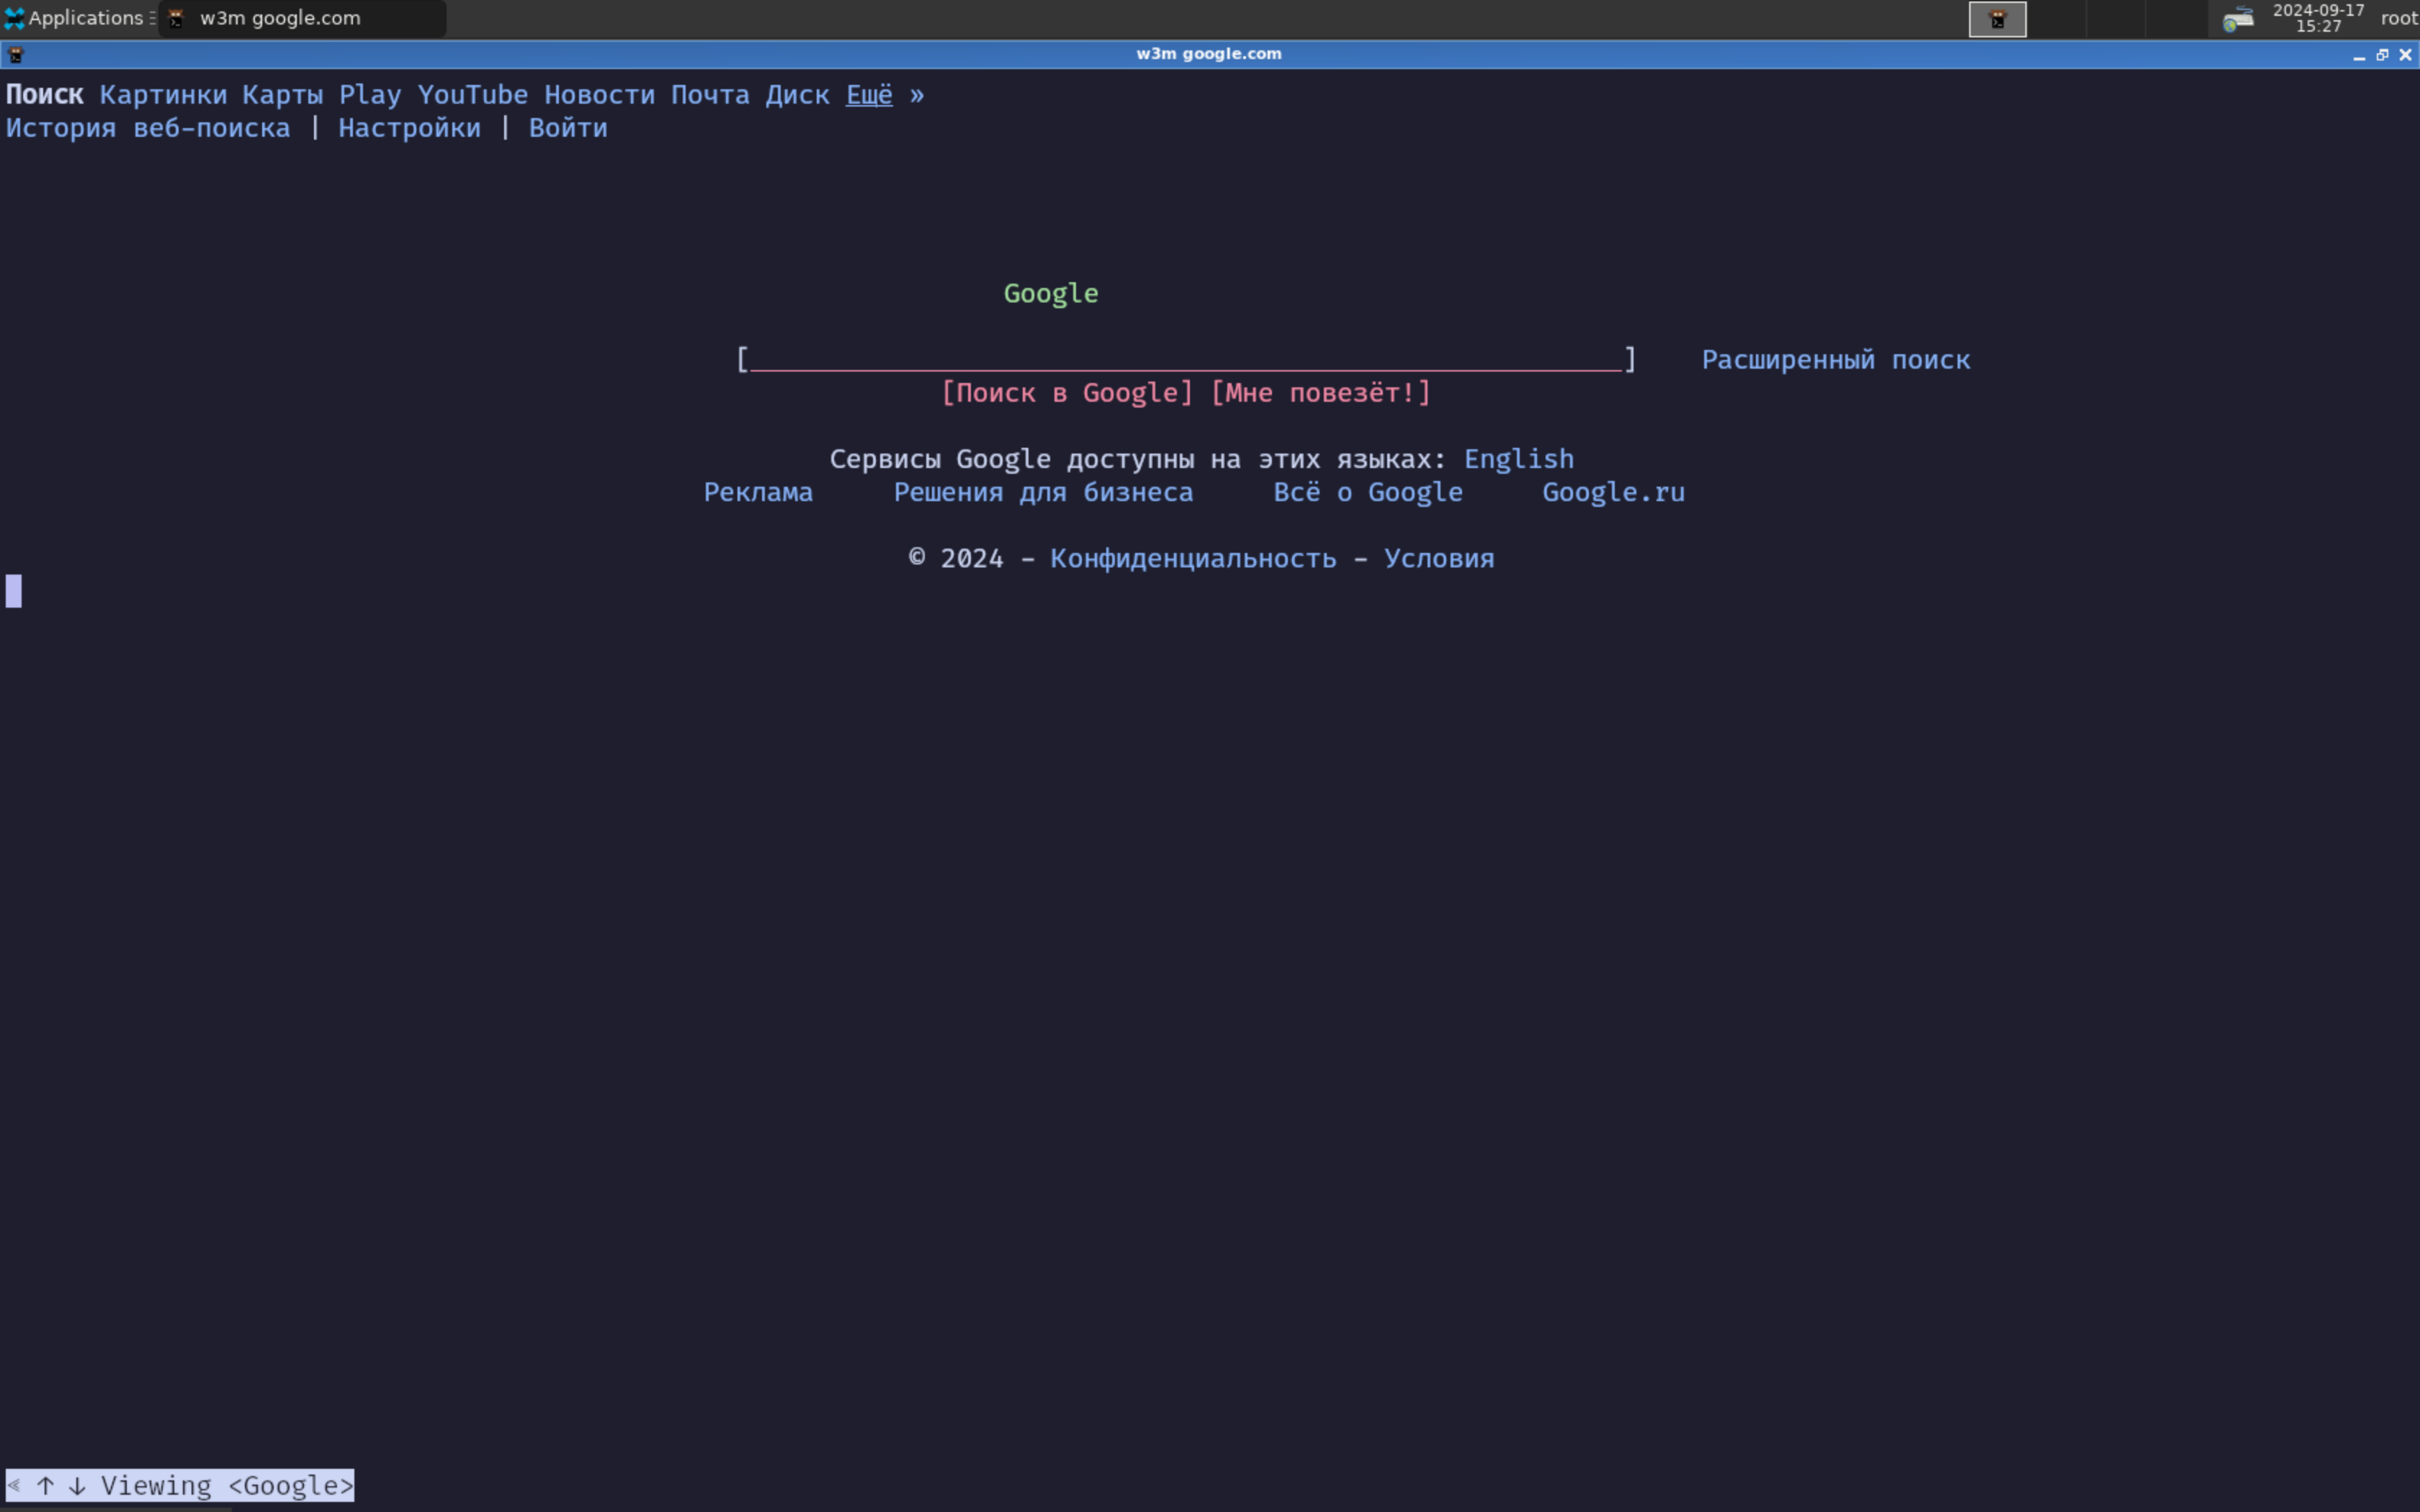 Applications
w3m google.com
2024-09-17
15:27
root
w3m google.com
Поиск Картинки Карты Play YouTube Новости Почта Диск Ещё »
История веб-поиска | Настройки | Войти
Google
[ ] Расширенный поиск
[Поиск в Google] [Мне повезёт!]
Сервисы Google доступны на этих языках: English
Реклама Решения для бизнеса Всё о Google Google.ru
© 2024 - Конфиденциальность - Условия
≪ ↑ ↓ Viewing <Google>